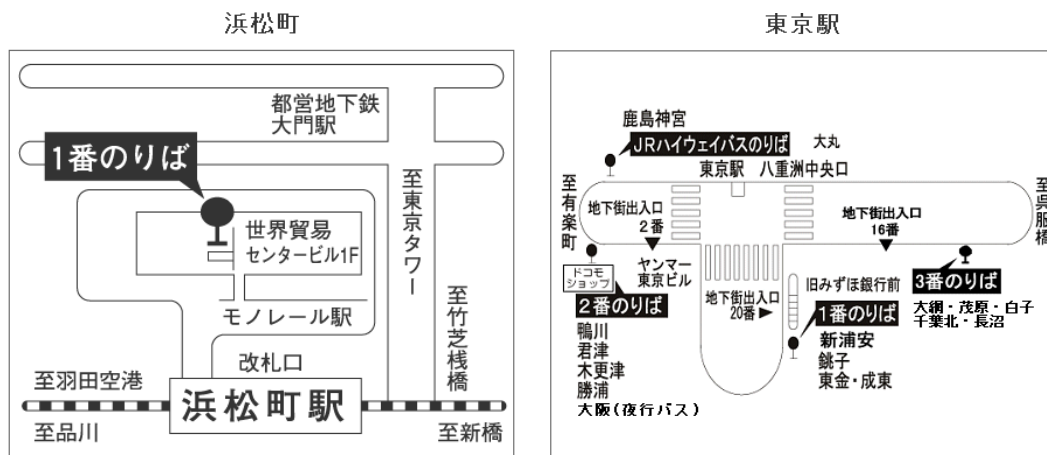 浜松町
都営地下鉄
大門駅
1番のりば
至東京タワー
世界貿易
センタービル1F
モノレール駅
至竹芝桟橋
改札口
至羽田空港
浜松町駅
至品川
至新橋
東京駅
鹿島神宮
JRハイウェイバスのりば
大丸
東京駅 八重洲中央口
至有楽町
至呉服橋
地下街出入口
2番
地下街出入口
16番
ヤンマー
東京ビル
ドコモ
ショップ
2番のりば
鴨川
君津
木更津
勝浦
大阪(夜行バス)
地下街出入口
20番▶
旧みずほ銀行前
1番のりば
新浦安
銚子
東金・成東
3番のりば
大網・茂原・白子
千葉北・長沼